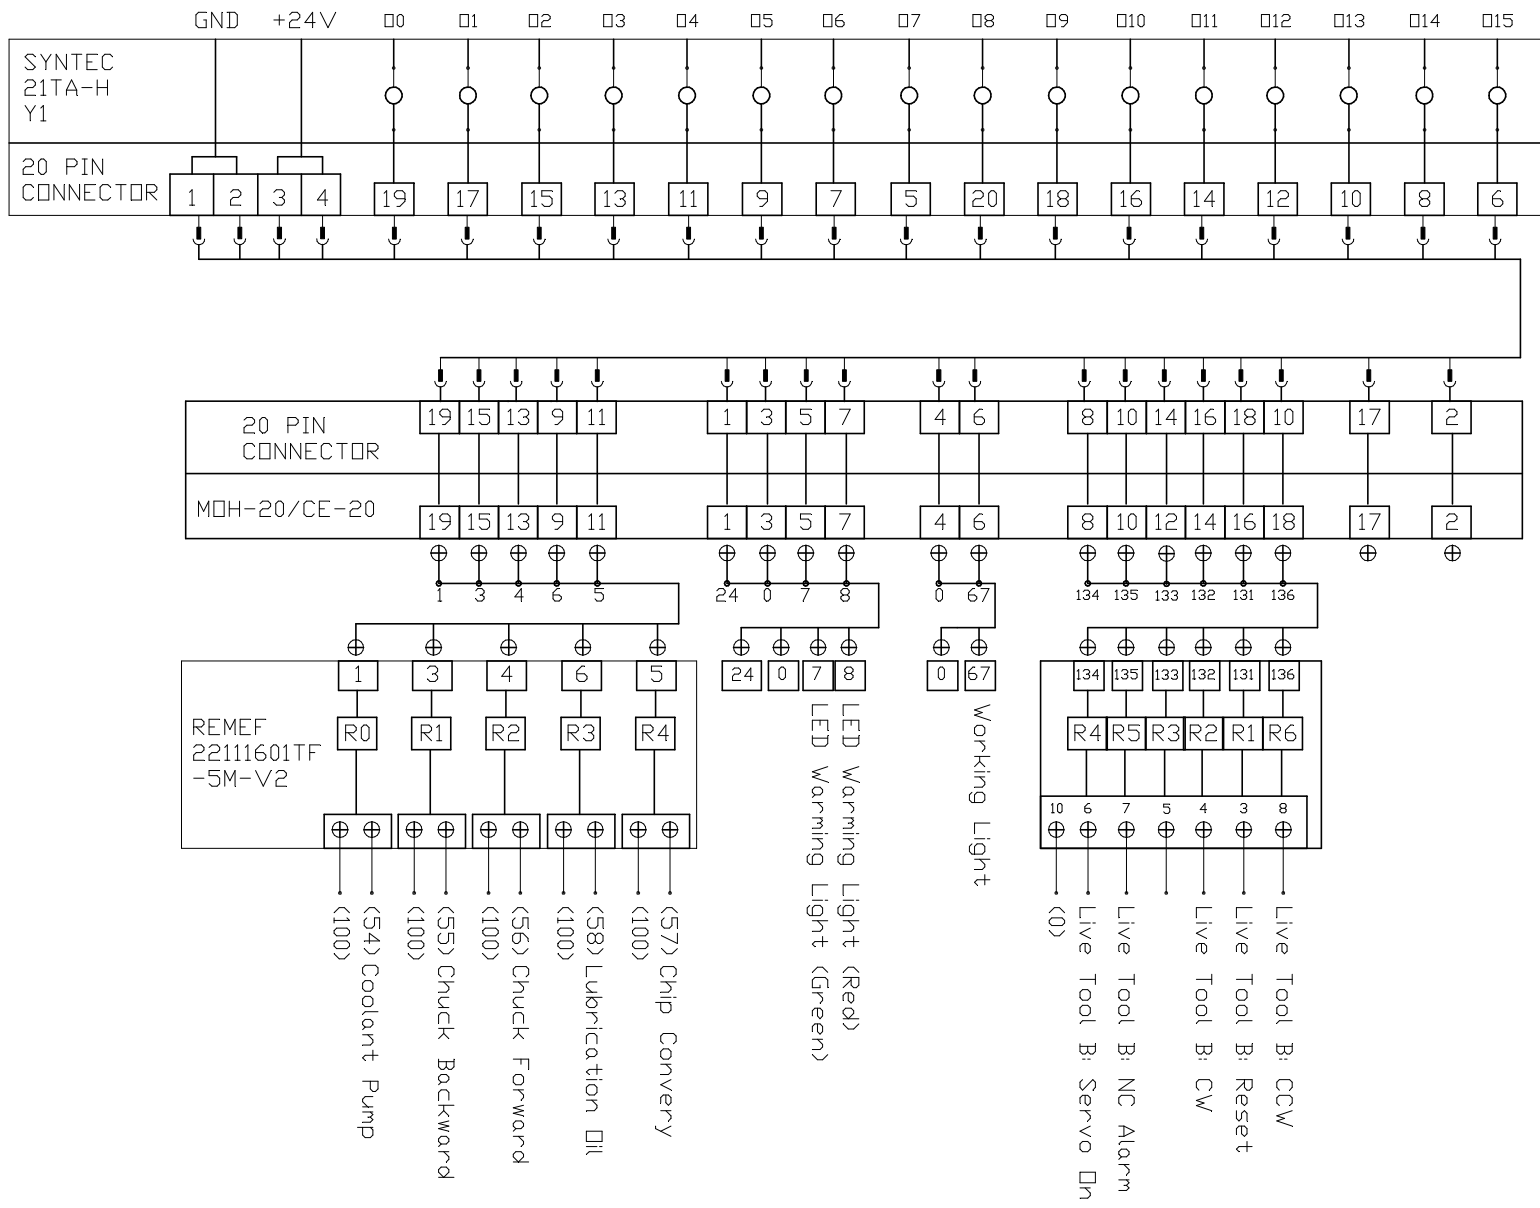 GND +24V O0 O1 O2 O3 O4 O5 O6 O7 O8 O9 O10 O11 O12 O13 O14 O15
SYNTEC
21TA-H
Y1
20 PIN
CONNECTOR
1 2 3 4 19 17 15 13 11 9 7 5 20 18 16 14 12 10 8 6
20 PIN
CONNECTOR
19 15 13 9 11 1 3 5 7 4 6 8 10 14 16 18 10 17 2
MOH-20/CE-20
19 15 13 9 11 1 3 5 7 4 6 8 10 12 14 16 18 17 2
1 3 4 6 5 24 0 7 8 0 67 134 135 133 132 131 136
1 3 4 6 5 24 0 7 8 0 67 134 135 133 132 131 136
REMEF
22111601TF
-5M-V2
R0 R1 R2 R3 R4 R4 R5 R3 R2 R1 R6
10 6 7 5 4 3 8
(100)
(54) Coolant Pump
(100)
(55) Chuck Backward
(100)
(56) Chuck Forward
(100)
(58) Lubrication Oil
(100)
(57) Chip Convery
LED Warming Light (Green)
LED Warming Light (Red)
Working Light
(0)
Live Tool B: Servo On
Live Tool B: NC Alarm
Live Tool B: CW
Live Tool B: Reset
Live Tool B: CCW